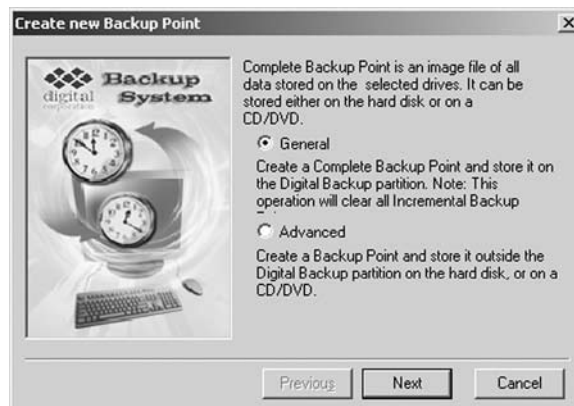 Create new Backup Point
digital
corporation
Backup
System
Complete Backup Point is an image file of all
data stored on the selected drives. It can be
stored either on the hard disk or on a
CD/DVD.
General
Create a Complete Backup Point and store it on
the Digital Backup partition. Note: This
operation will clear all Incremental Backup
Advanced
Create a Backup Point and store it outside the
Digital Backup partition on the hard disk, or on a
CD/DVD.
Previous
Next
Cancel